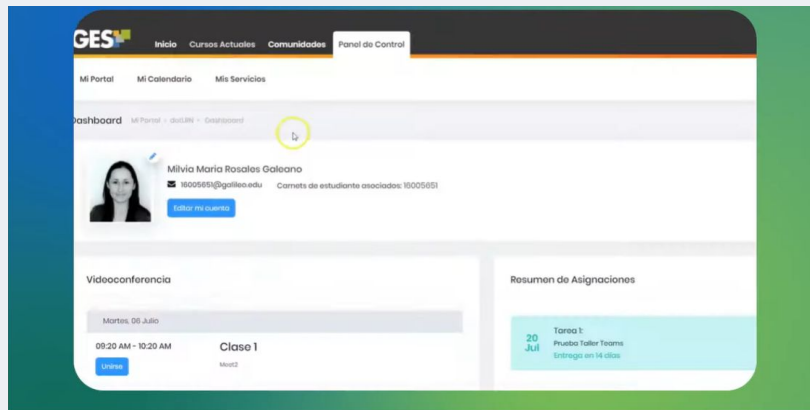 GES
Inicio Cursos Actuales Comunidades Panel de Control
Mi Portal Mi Calendario Mis Servicios
Dashboard Mi Portal > dotLRN > Dashboard
Milvia Maria Rosales Galeano
16005651@galileo.edu Carnets de estudiante asociados: 16005651
Editar mi cuenta
Videoconferencia
Resumen de Asignaciones
Martes, 06 Julio
09:20 AM - 10:20 AM Clase 1
Unirse Meet2
20 Jul
Tarea 1:
Prueba Taller Teams
Entrega en 14 días